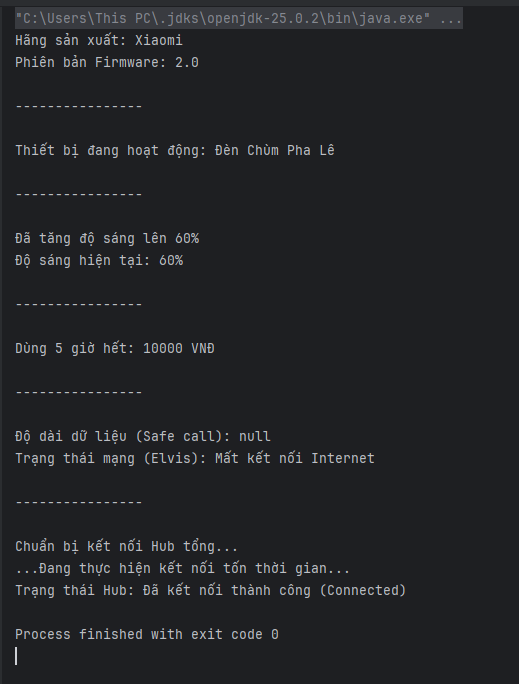 "C:\Users\This PC\.jdks\openjdk-25.0.2\bin\java.exe" ...
Hãng sản xuất: Xiaomi
Phiên bản Firmware: 2.0
----------------
Thiết bị đang hoạt động: Đèn Chùm Pha Lê
----------------
Đã tăng độ sáng lên 60%
Độ sáng hiện tại: 60%
----------------
Dùng 5 giờ hết: 10000 VNĐ
----------------
Độ dài dữ liệu (Safe call): null
Trạng thái mạng (Elvis): Mất kết nối Internet
----------------
Chuẩn bị kết nối Hub tổng...
...Đang thực hiện kết nối tốn thời gian...
Trạng thái Hub: Đã kết nối thành công (Connected)
Process finished with exit code 0